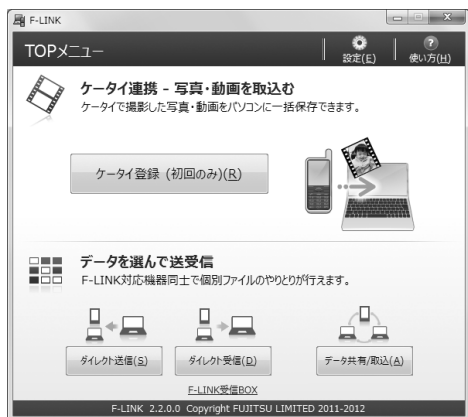 F-LINK
TOPメニュー
設定(E)
使い方(H)
ケータイ連携 - 写真・動画を取込む
ケータイで撮影した写真・動画をパソコンに一括保存できます。
ケータイ登録 (初回のみ)(R)
データを選んで送受信
F-LINK対応機器同士で個別ファイルのやりとりが行えます。
ダイレクト送信(S)
ダイレクト受信(D)
データ共有/取込(A)
F-LINK受信BOX
F-LINK 2.2.0.0 Copyright FUJITSU LIMITED 2011-2012